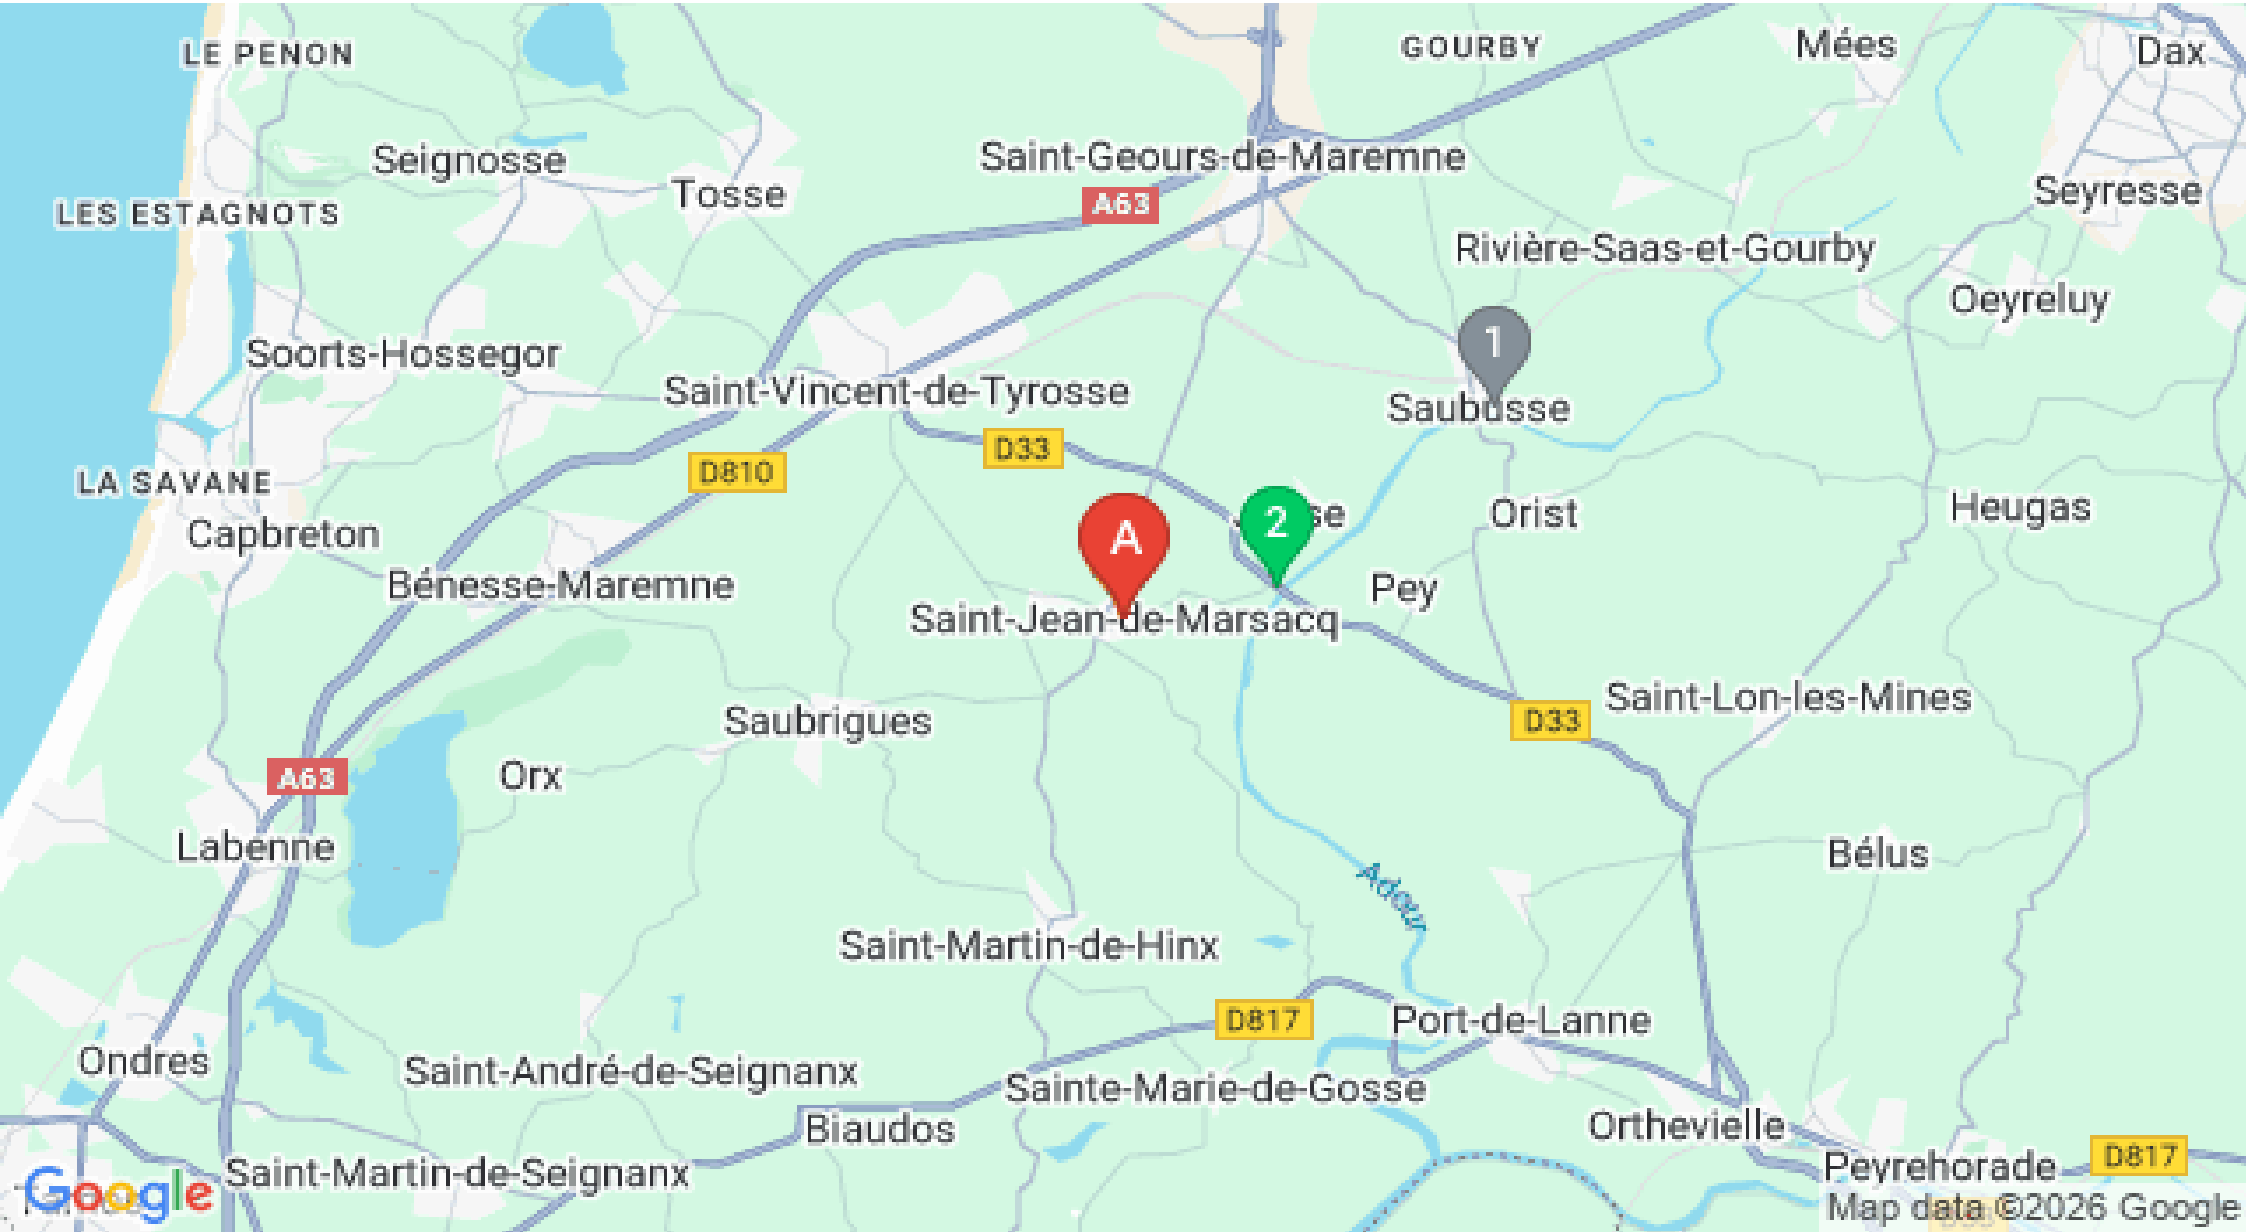 LE PENON
GOURBY
Mées
Dax
Seignosse
Saint-Geours-de-Maremne
Tosse
A63
Seyresse
LES ESTAGNOTS
Rivière-Saas-et-Gourby
Oeyreluy
1
Soorts-Hossegor
Saint-Vincent-de-Tyrosse
Saubusse
D33
D810
LA SAVANE
Capbreton
A
2
se
Orist
Heugas
Bénesse-Maremne
Pey
Saint-Jean-de-Marsacq
Saubrigues
Saint-Lon-les-Mines
D33
Orx
A63
Labenne
Bélus
Adour
Saint-Martin-de-Hinx
D817
Port-de-Lanne
Ondres
Saint-André-de-Seignanx
Sainte-Marie-de-Gosse
Biaudos
Orthevielle
D817
Saint-Martin-de-Seignanx
Peyrehorade
Google
Map data ©2026 Google